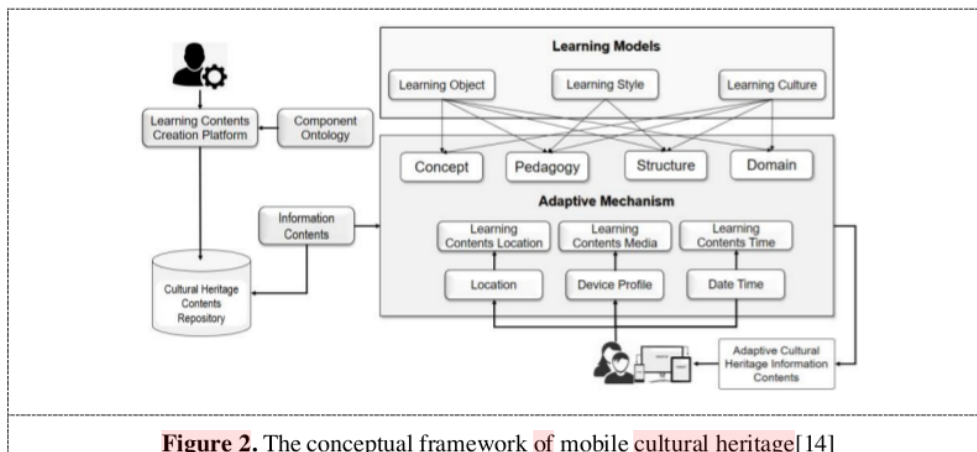 Learning Models
Learning Object
Learning Style
Learning Culture
Learning Contents
Creation Platform
Component
Ontology
Concept
Pedagogy
Structure
Domain
Adaptive Mechanism
Information
Contents
Learning
Contents Location
Learning
Contents Media
Learning
Contents Time
Cultural Heritage
Contents
Repository
Location
Device Profile
Date Time
Adaptive Cultural
Heritage Information
Contents
Figure 2. The conceptual framework of mobile cultural heritage[14]